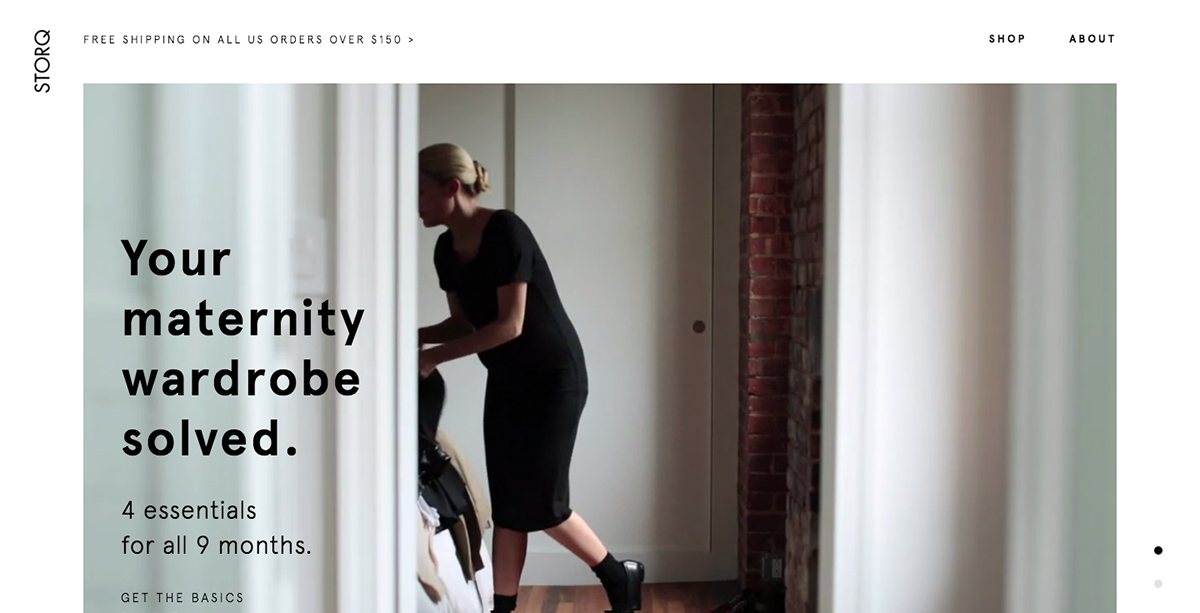 STORQ
FREE SHIPPING ON ALL US ORDERS OVER $150 >
SHOP
ABOUT
Your
maternity
wardrobe
solved.
4 essentials
for all 9 months.
GET THE BASICS